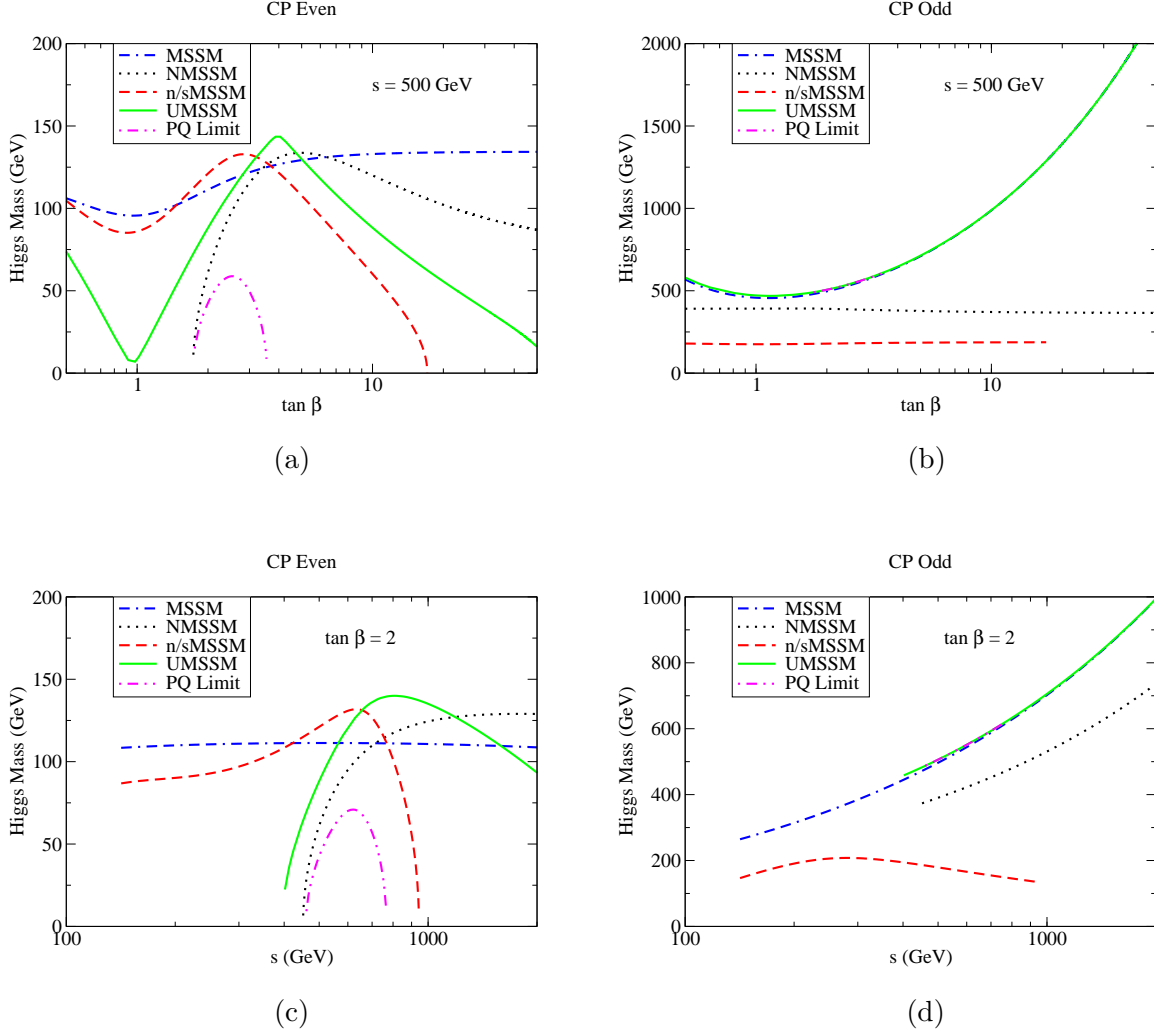 CP Even
200
150
100
50
0
Higgs Mass (GeV)
MSSM
NMSSM
n/sMSSM
UMSSM
PQ Limit
s = 500 GeV
1 10
tan β
(a)
CP Odd
2000
1500
1000
500
0
Higgs Mass (GeV)
MSSM
NMSSM
n/sMSSM
UMSSM
PQ Limit
s = 500 GeV
1 10
tan β
(b)
CP Even
200
150
100
50
0
Higgs Mass (GeV)
MSSM
NMSSM
n/sMSSM
UMSSM
PQ Limit
tan β = 2
100 1000
s (GeV)
(c)
CP Odd
1000
800
600
400
200
0
Higgs Mass (GeV)
MSSM
NMSSM
n/sMSSM
UMSSM
PQ Limit
tan β = 2
100 1000
s (GeV)
(d)